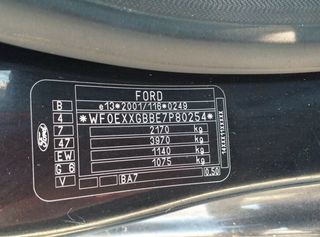 FORD
B e13*2001/116*0249
4 *WF0EXXGBBE7P80254*
7 2170 kg
47 3970 kg
EW 1140 kg
G 6 1075 kg
V BA7 0.50
Ford